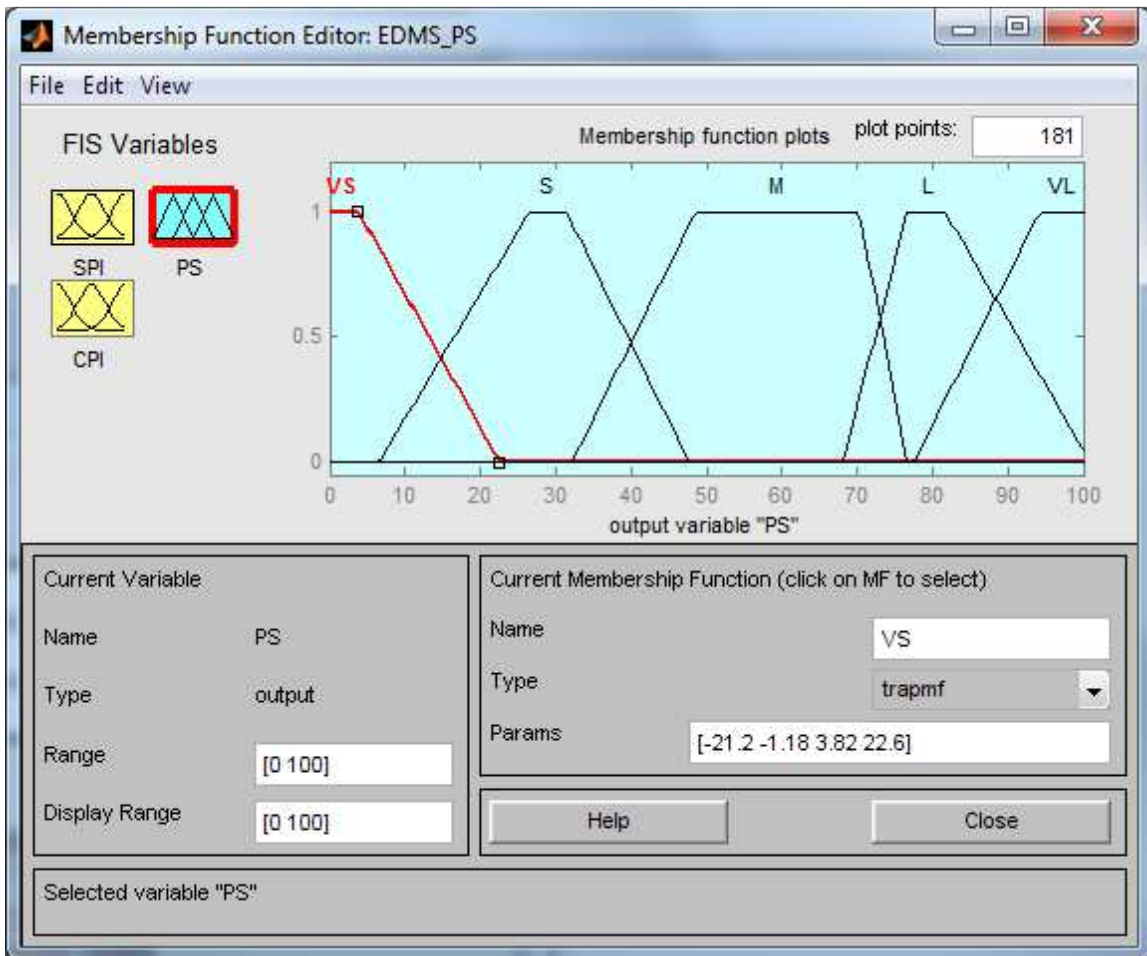 Membership Function Editor: EDMS_PS
File Edit View
FIS Variables
SPI
PS
CPI
Membership function plots
plot points:
181
VS
S
M
L
VL
1
0.5
0
0 10 20 30 40 50 60 70 80 90 100
output variable "PS"
Current Variable
Name PS
Type output
Range [0 100]
Display Range [0 100]
Current Membership Function (click on MF to select)
Name VS
Type trapmf
Params [-21.2 -1.18 3.82 22.6]
Help
Close
Selected variable "PS"